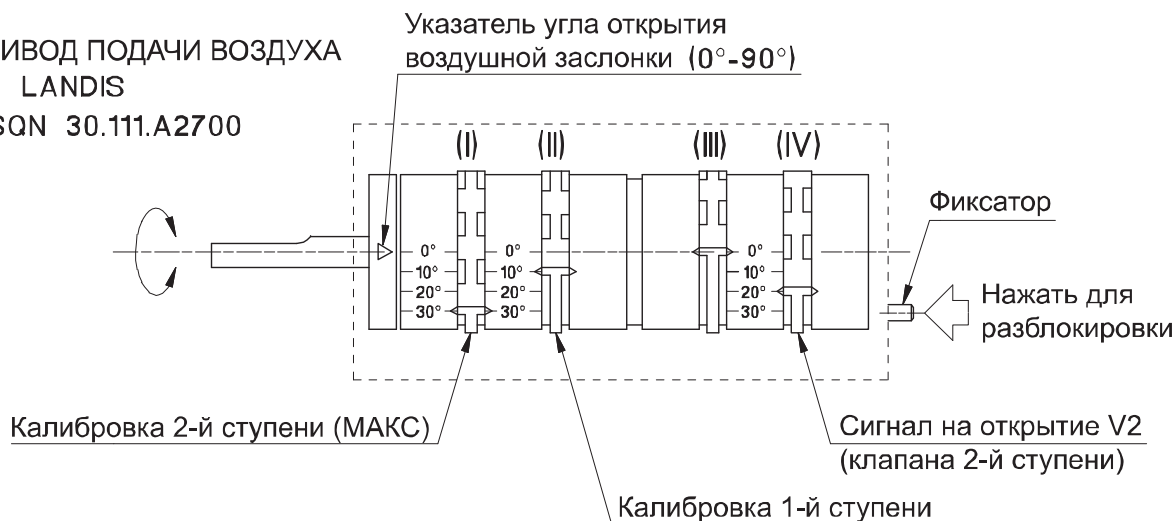 Указатель угла открытия
воздушной заслонки (0°-90°)
ИВОД ПОДАЧИ ВОЗДУХА
LANDIS
SQN 30.111.A2700
(I) (II) (III) (IV)
Фиксатор
0° 0° 0°
10° 10° 10°
20° 20° 20°
30° 30° 30°
Нажать для
разблокировки
Калибровка 2-й ступени (МАКС)
Сигнал на открытие V2
(клапана 2-й ступени)
Калибровка 1-й ступени